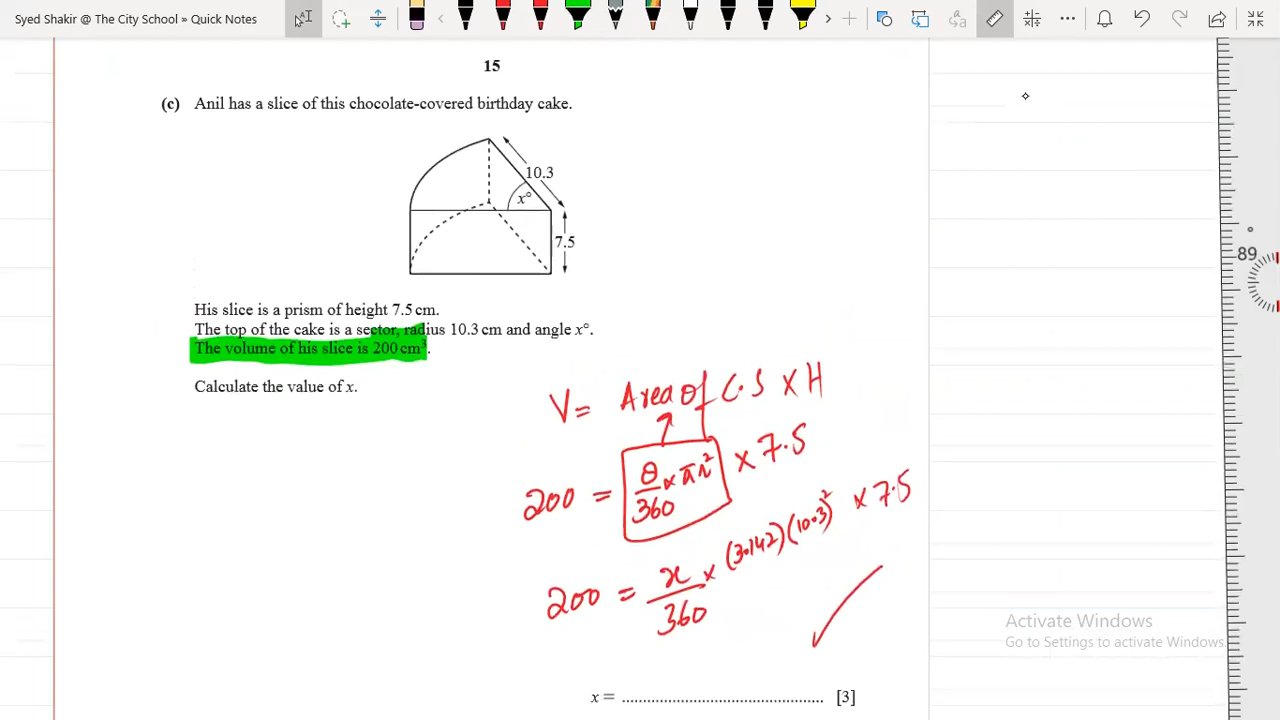 Syed Shakir @ The City School » Quick Notes
15
(c) Anil has a slice of this chocolate-covered birthday cake.
10.3
x°
7.5
89
His slice is a prism of height 7.5 cm.
The top of the cake is a sector, radius 10.3 cm and angle x°.
The volume of his slice is 200 cm³.
Calculate the value of x.
V = Area of C.S × H
200 = θ/360 × πr² × 7.5
200 = x/360 × (3.142)(10.3)² × 7.5
Activate Windows
Go to Settings to activate Windows
x = ................................................ [3]